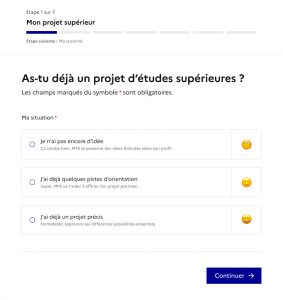 Étape 1 sur 7
Mon projet supérieur
Étape suivante : Ma scolarité
As-tu déjà un projet d'études supérieures ?
Les champs marqués du symbole * sont obligatoires.
Ma situation *
Je n'ai pas encore d'idée
Ça tombe bien, MPS te présente des idées d'études selon ton profil.
J'ai déjà quelques pistes d'orientation
Super, MPS va t'aider à affiner ton projet post-bac.
J'ai déjà un projet précis
Formidable, explorons les différentes possibilités ensemble.
Continuer →